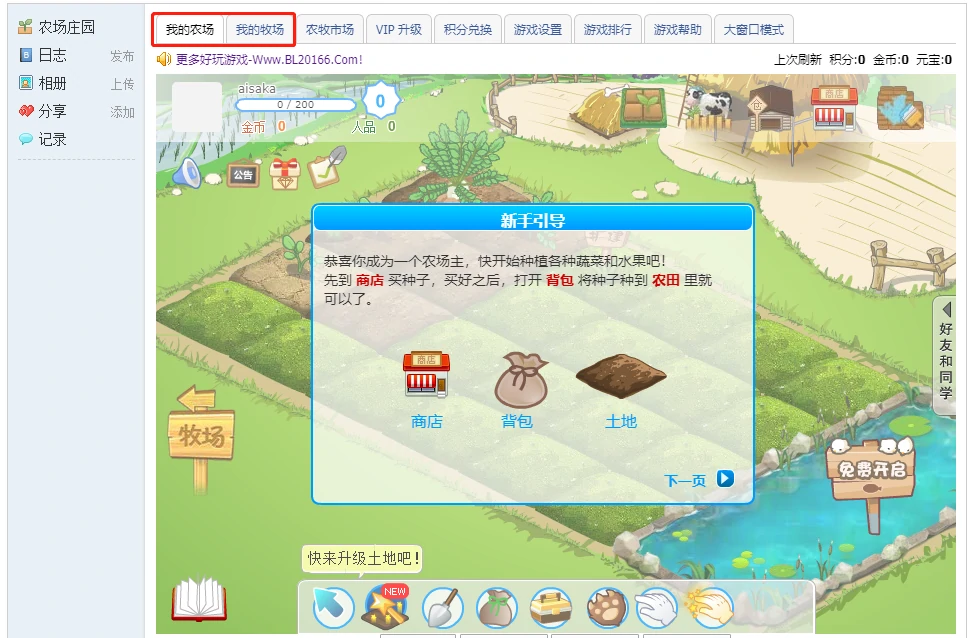 农场庄园
日志 发布
相册 上传
分享 添加
记录
我的农场 我的牧场 农牧市场 VIP 升级 积分兑换 游戏设置 游戏排行 游戏帮助 大窗口模式
更多好玩游戏-Www.BL20166.Com!
上次刷新 积分:0 金币:0 元宝:0
aisaka
0 / 200
0
金币 0 人品 0
仓
商店
公告
新手引导
恭喜你成为一个农场主，快开始种植各种蔬菜和水果吧!
先到 商店 买种子，买好之后，打开 背包 将种子种到 农田 里就
可以了。
商店
商店 背包 土地
下一页
好友和同学
牧场
免费开启
快来升级土地吧!
NEW